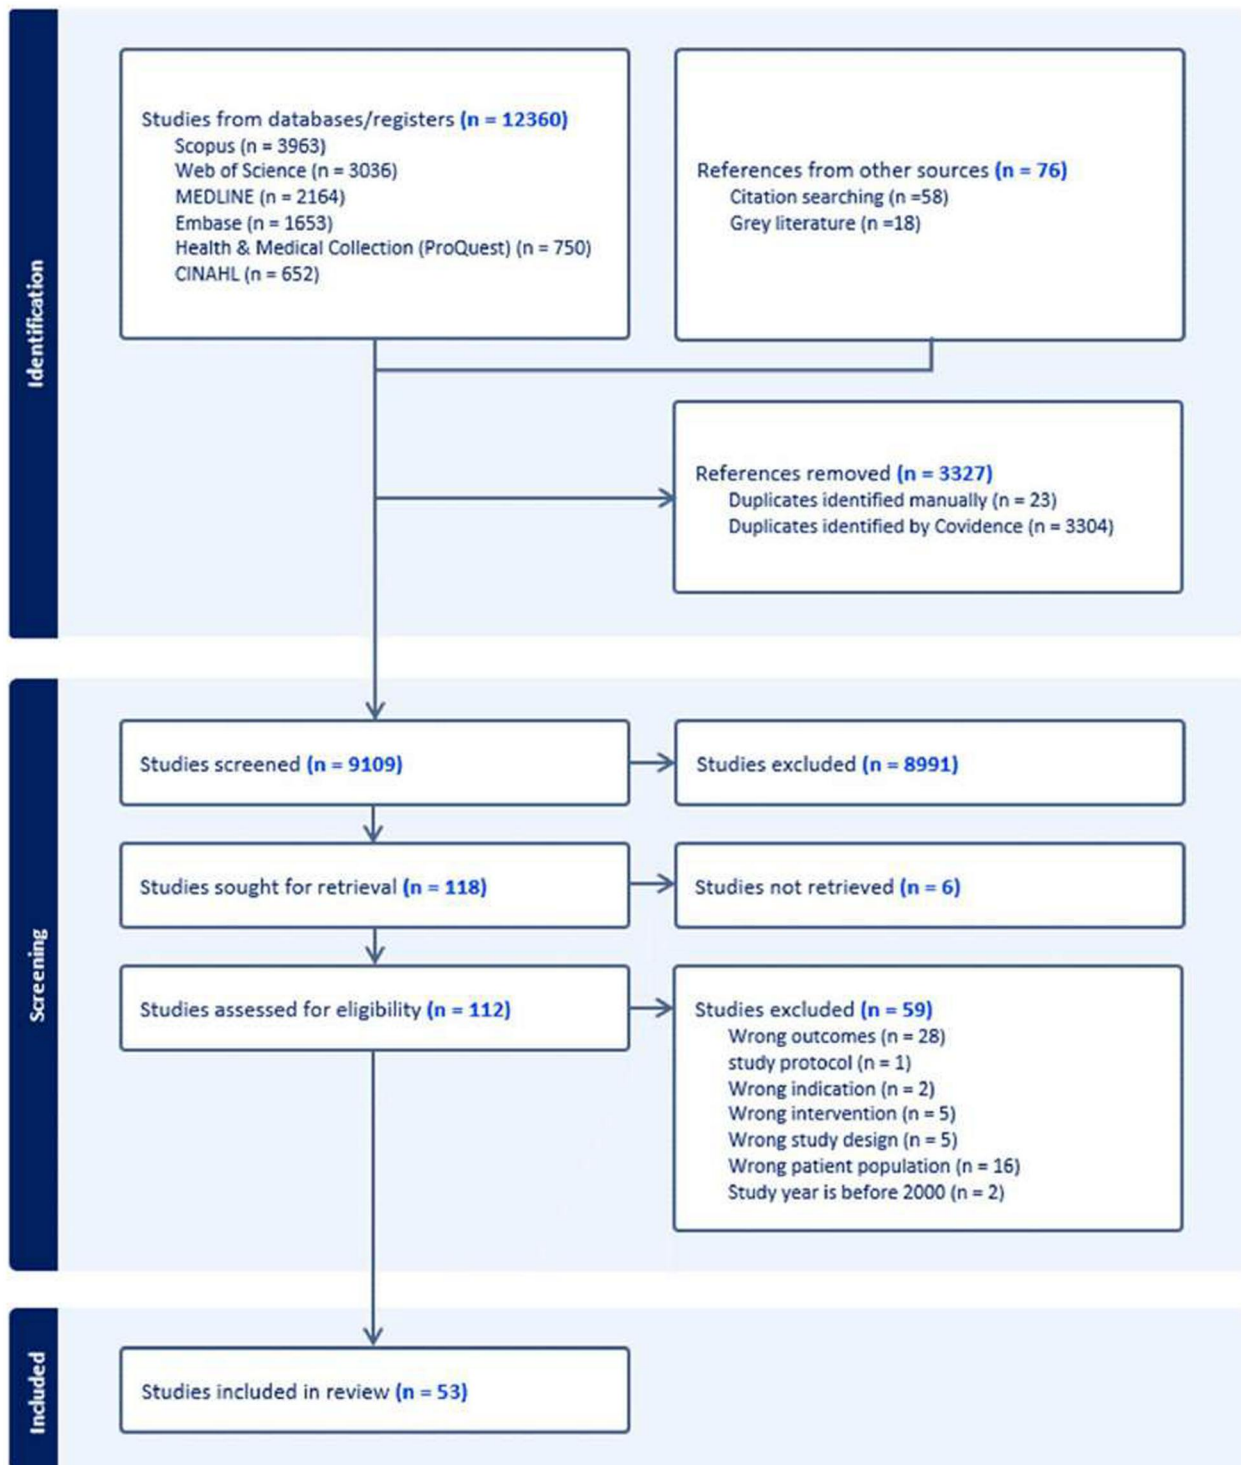 Identification
Studies from databases/registers (n = 12360)
Scopus (n = 3963)
Web of Science (n = 3036)
MEDLINE (n = 2164)
Embase (n = 1653)
Health & Medical Collection (ProQuest) (n = 750)
CINAHL (n = 652)
References from other sources (n = 76)
Citation searching (n =58)
Grey literature (n =18)
References removed (n = 3327)
Duplicates identified manually (n = 23)
Duplicates identified by Covidence (n = 3304)
Screening
Studies screened (n = 9109)
Studies excluded (n = 8991)
Studies sought for retrieval (n = 118)
Studies not retrieved (n = 6)
Studies assessed for eligibility (n = 112)
Studies excluded (n = 59)
Wrong outcomes (n = 28)
study protocol (n = 1)
Wrong indication (n = 2)
Wrong intervention (n = 5)
Wrong study design (n = 5)
Wrong patient population (n = 16)
Study year is before 2000 (n = 2)
Included
Studies included in review (n = 53)